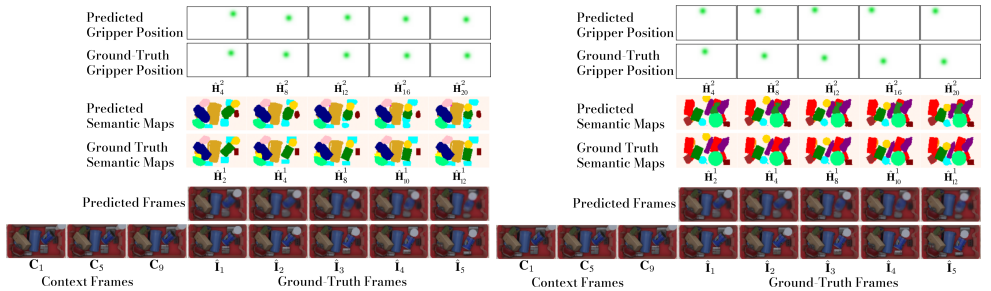 Predicted
Gripper Position
Ground-Truth
Gripper Position
Ĥ²₄ Ĥ²₈ Ĥ²₁₂ Ĥ²₁₆ Ĥ²₂₀
Predicted
Semantic Maps
Ground Truth
Semantic Maps
Ĥ¹₂ Ĥ¹₄ Ĥ¹₈ Ĥ¹₁₀ Ĥ¹₁₂
Predicted Frames
C₁ C₅ C₉ Î₁ Î₂ Î₃ Î₄ Î₅
Context Frames Ground-Truth Frames
Predicted
Gripper Position
Ground-Truth
Gripper Position
Ĥ²₄ Ĥ²₈ Ĥ²₁₂ Ĥ²₁₆ Ĥ²₂₀
Predicted
Semantic Maps
Ground Truth
Semantic Maps
Ĥ¹₂ Ĥ¹₄ Ĥ¹₈ Ĥ¹₁₀ Ĥ¹₁₂
Predicted Frames
C₁ C₅ C₉ Î₁ Î₂ Î₃ Î₄ Î₅
Context Frames Ground-Truth Frames